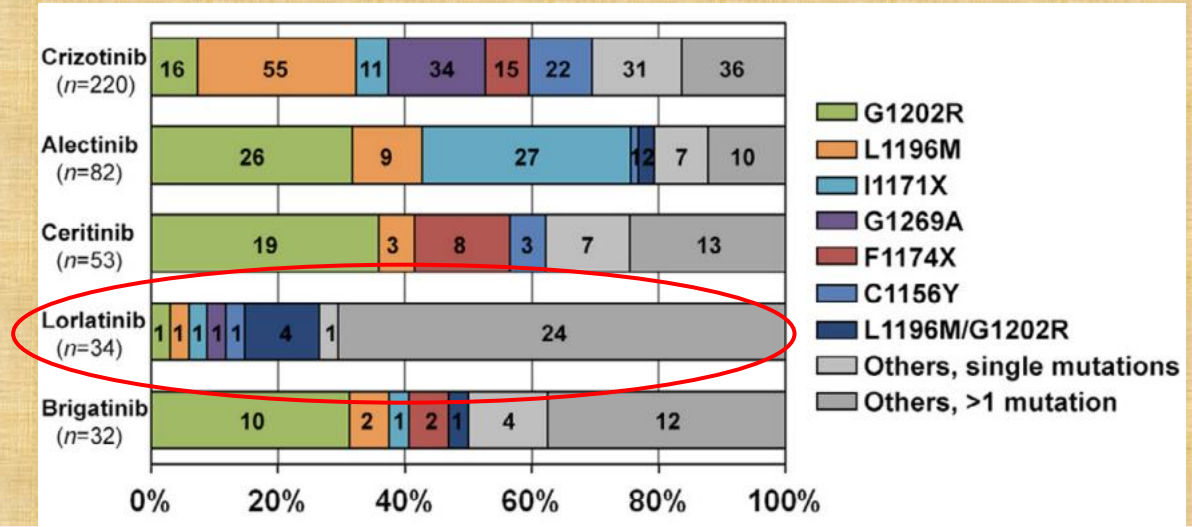 Crizotinib
(n=220)
16 55 11 34 15 22 31 36
Alectinib
(n=82)
26 9 27 1 2 7 10
Ceritinib
(n=53)
19 3 8 3 7 13
Lorlatinib
(n=34)
1 1 1 1 1 4 1 24
Brigatinib
(n=32)
10 2 1 2 1 4 12
0% 20% 40% 60% 80% 100%
G1202R
L1196M
I1171X
G1269A
F1174X
C1156Y
L1196M/G1202R
Others, single mutations
Others, >1 mutation